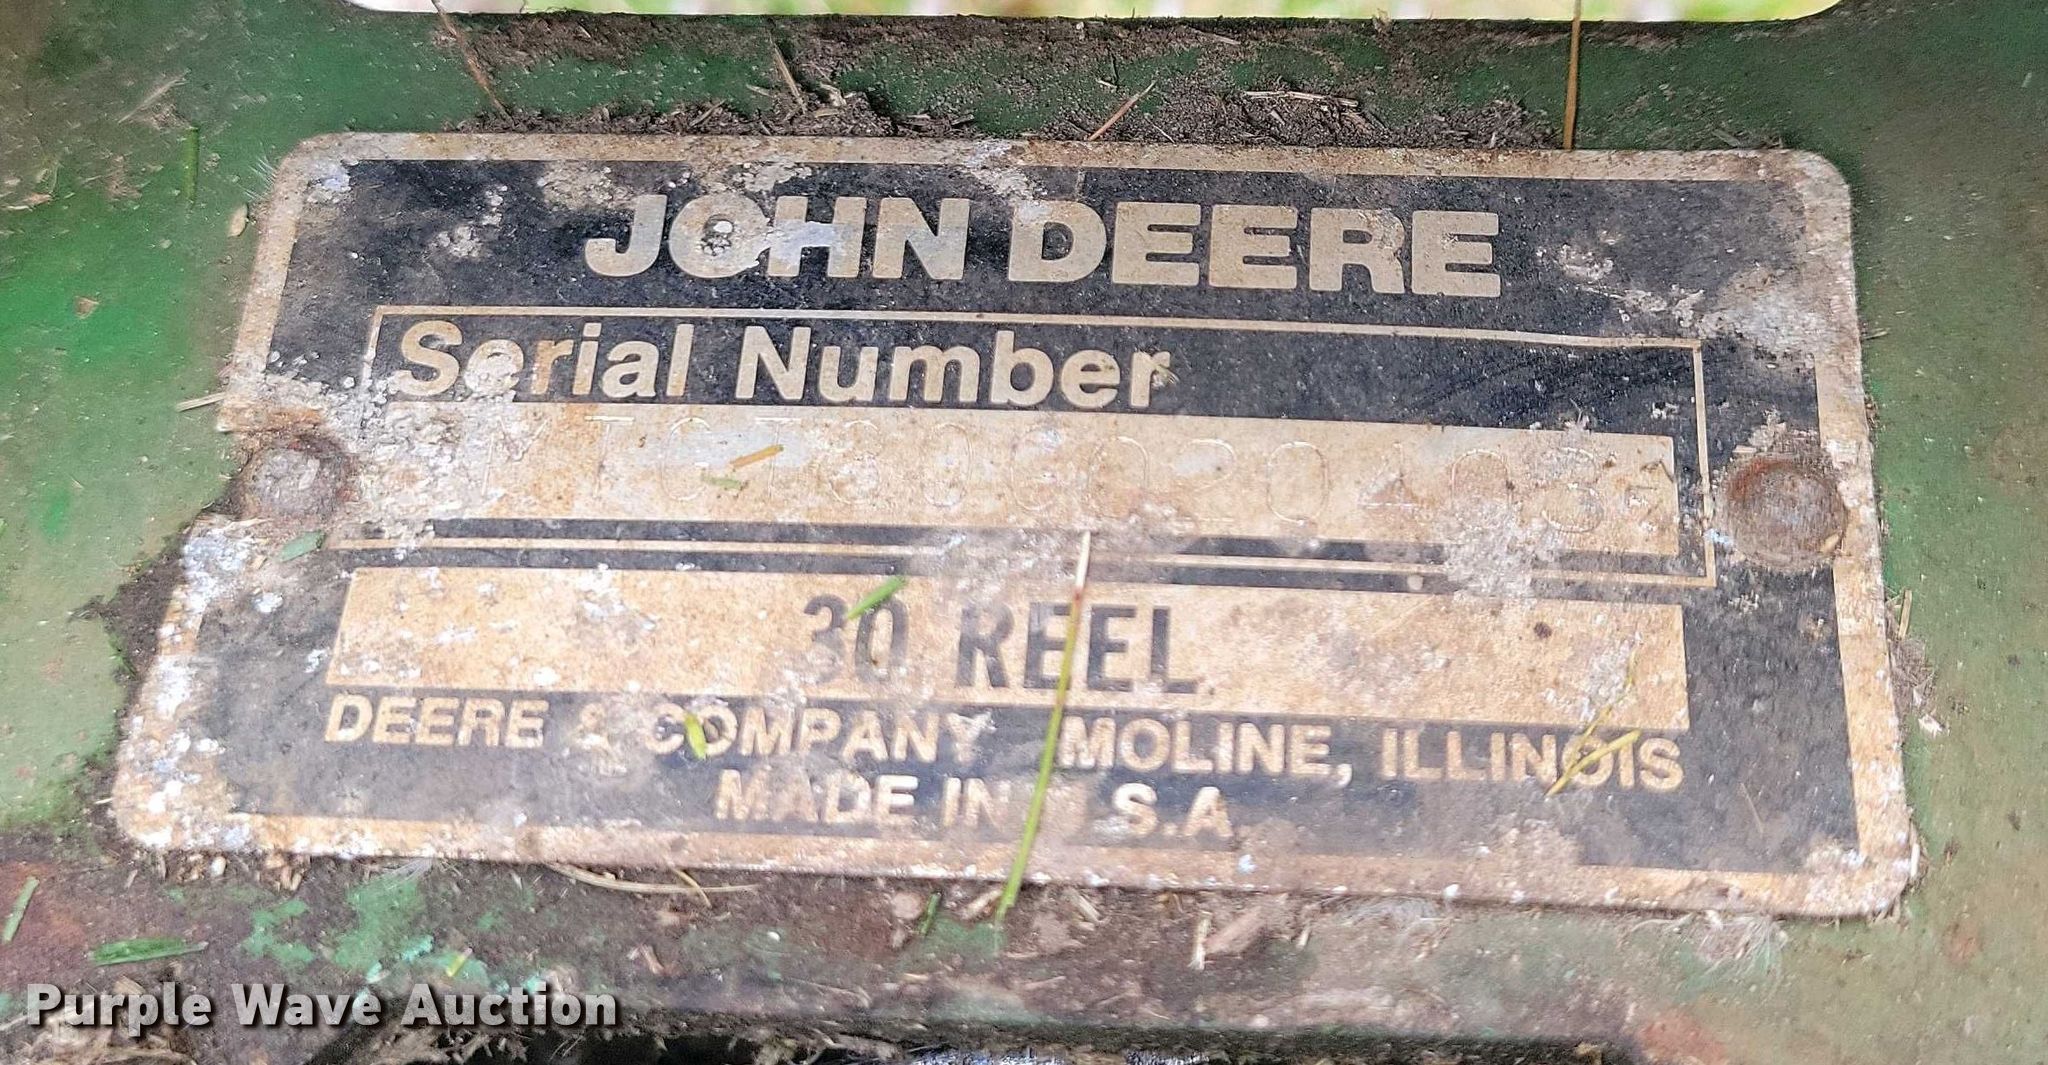 JOHN DEERE
Serial Number
30 REEL
DEERE & COMPANY MOLINE, ILLINOIS
MADE IN U.S.A.
Purple Wave Auction